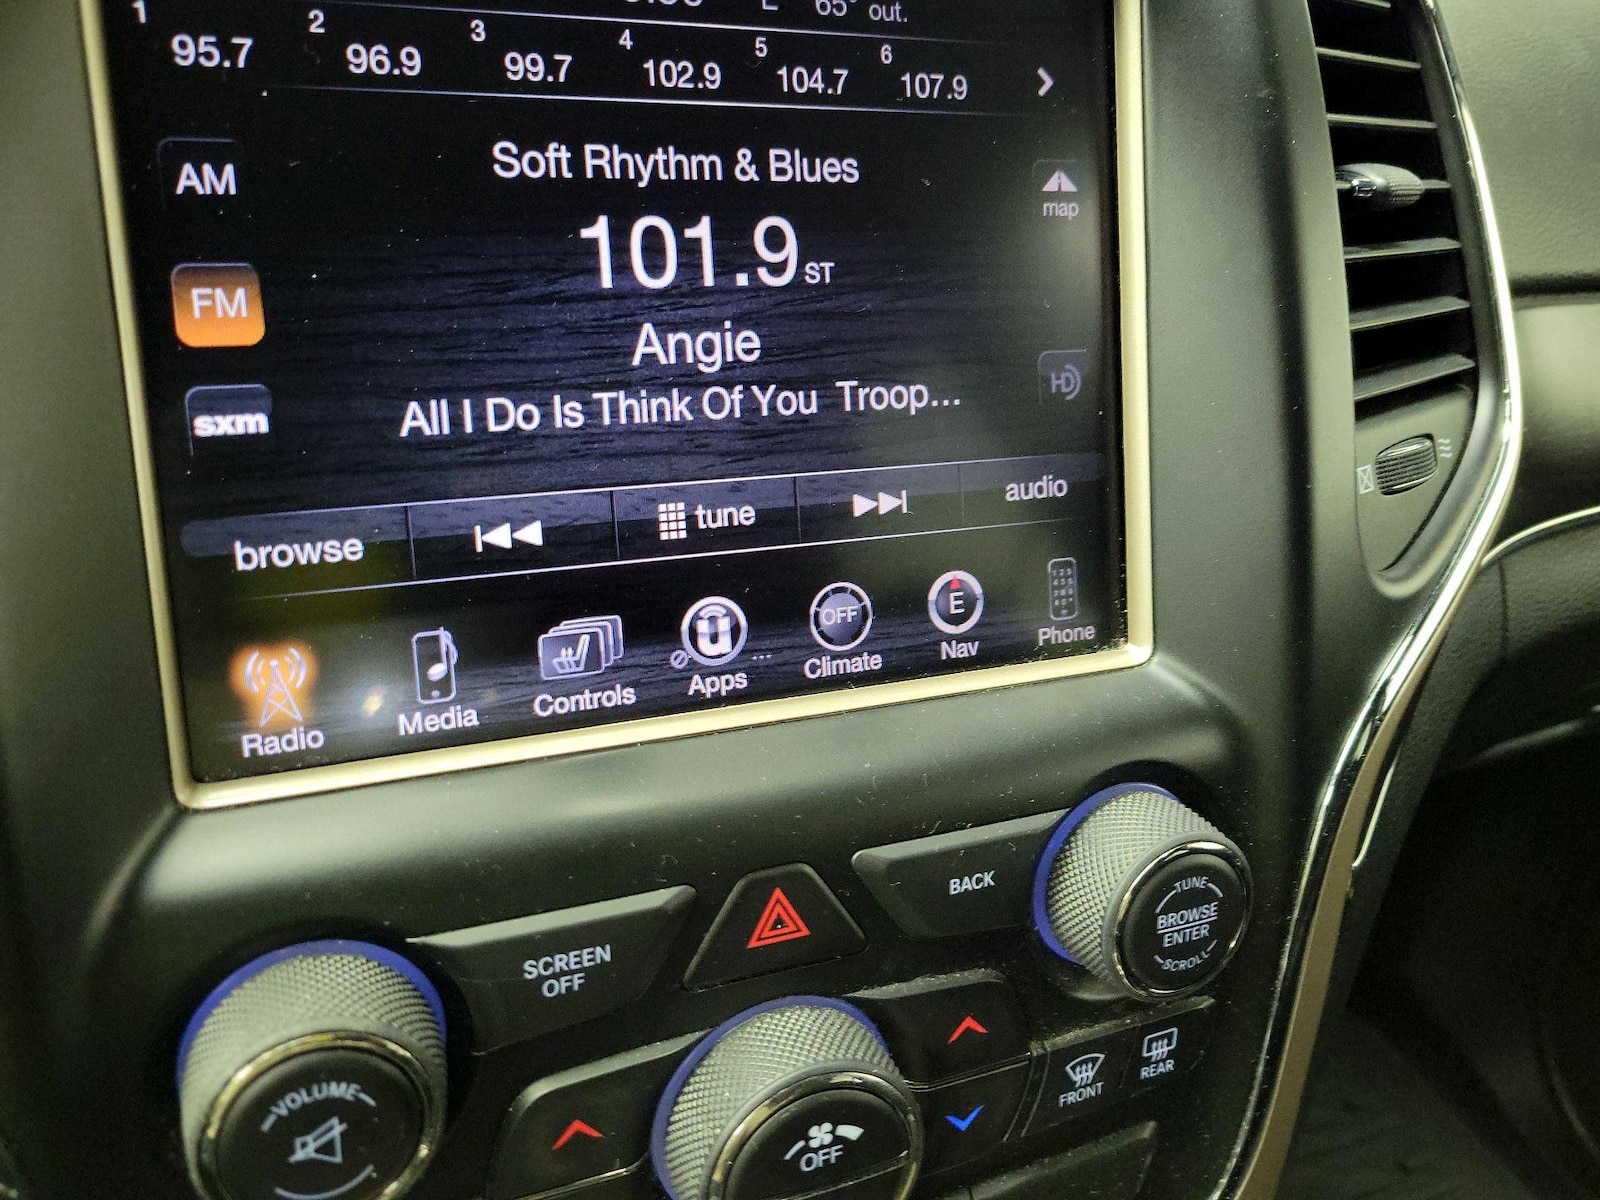 65° out.
1 95.7 2 96.9 3 99.7 4 102.9 5 104.7 6 107.9
AM
Soft Rhythm & Blues
map
101.9 ST
FM
Angie
HD
sxm
All I Do Is Think Of You Troop...
browse
tune
audio
Radio
Media
Controls
U
Apps
...
OFF
Climate
E
Nav
Phone
BACK
TUNE
BROWSE
ENTER
SCROLL
SCREEN
OFF
VOLUME
OFF
FRONT
REAR